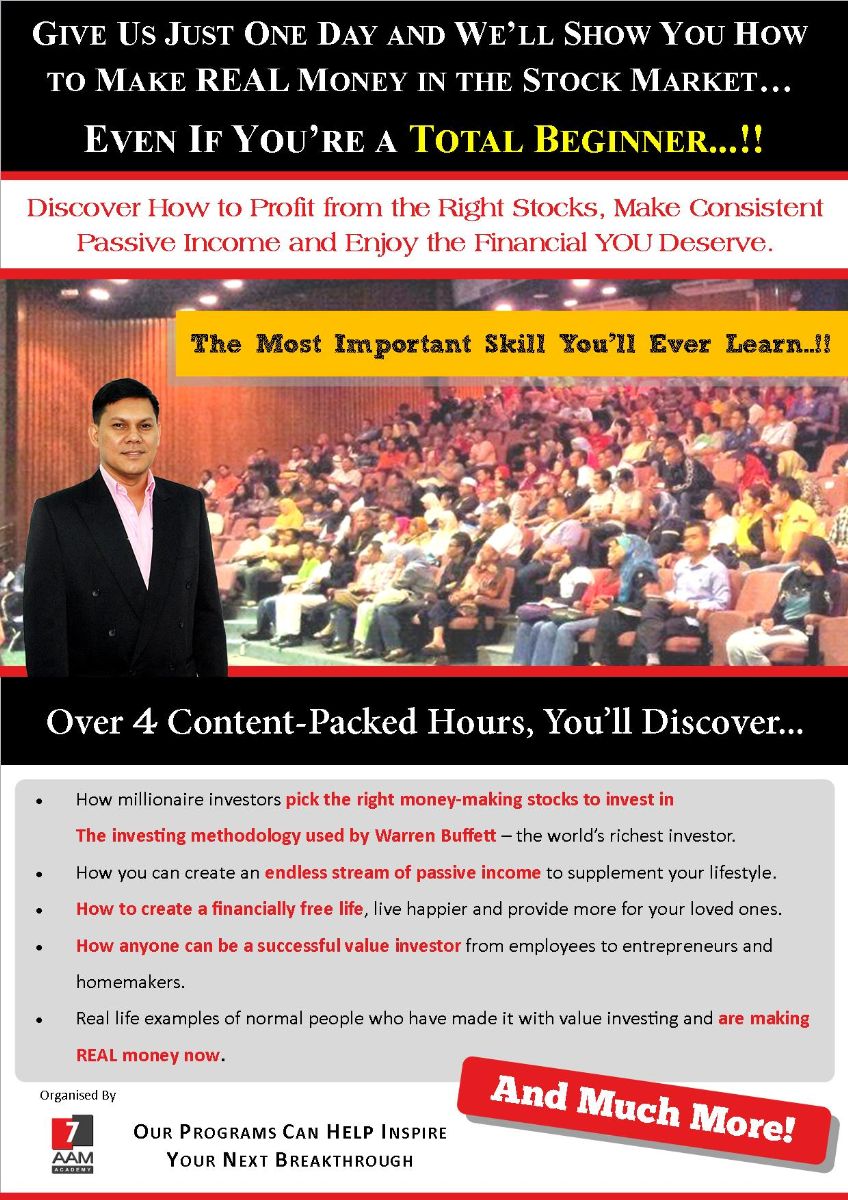 GIVE US JUST ONE DAY AND WE'LL SHOW YOU HOW
TO MAKE REAL MONEY IN THE STOCK MARKET...
EVEN IF YOU'RE A TOTAL BEGINNER...!!
Discover How to Profit from the Right Stocks, Make Consistent
Passive Income and Enjoy the Financial YOU Deserve.
The Most Important Skill You'll Ever Learn..!!
Over 4 Content-Packed Hours, You'll Discover...
• How millionaire investors pick the right money-making stocks to invest in
The investing methodology used by Warren Buffett – the world's richest investor.
• How you can create an endless stream of passive income to supplement your lifestyle.
• How to create a financially free life, live happier and provide more for your loved ones.
• How anyone can be a successful value investor from employees to entrepreneurs and
homemakers.
• Real life examples of normal people who have made it with value investing and are making
REAL money now.
And Much More!
Organised By
7
AAM
ACADEMY
OUR PROGRAMS CAN HELP INSPIRE
YOUR NEXT BREAKTHROUGH